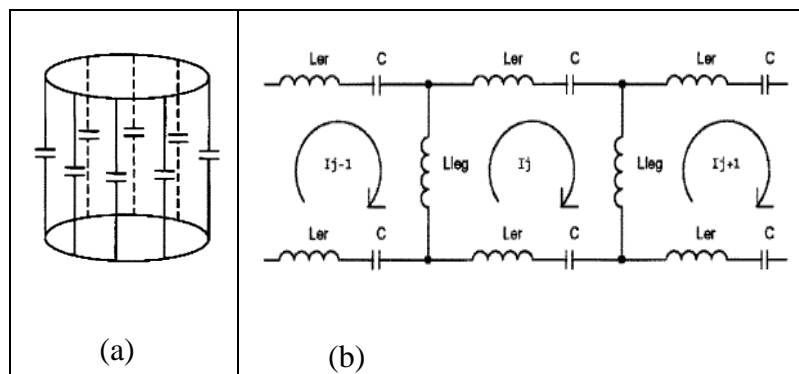 Ler C Ler C Ler C
Ij-1 Lleg Ij Lleg Ij+1
Ler C Ler C Ler C
(a) (b)